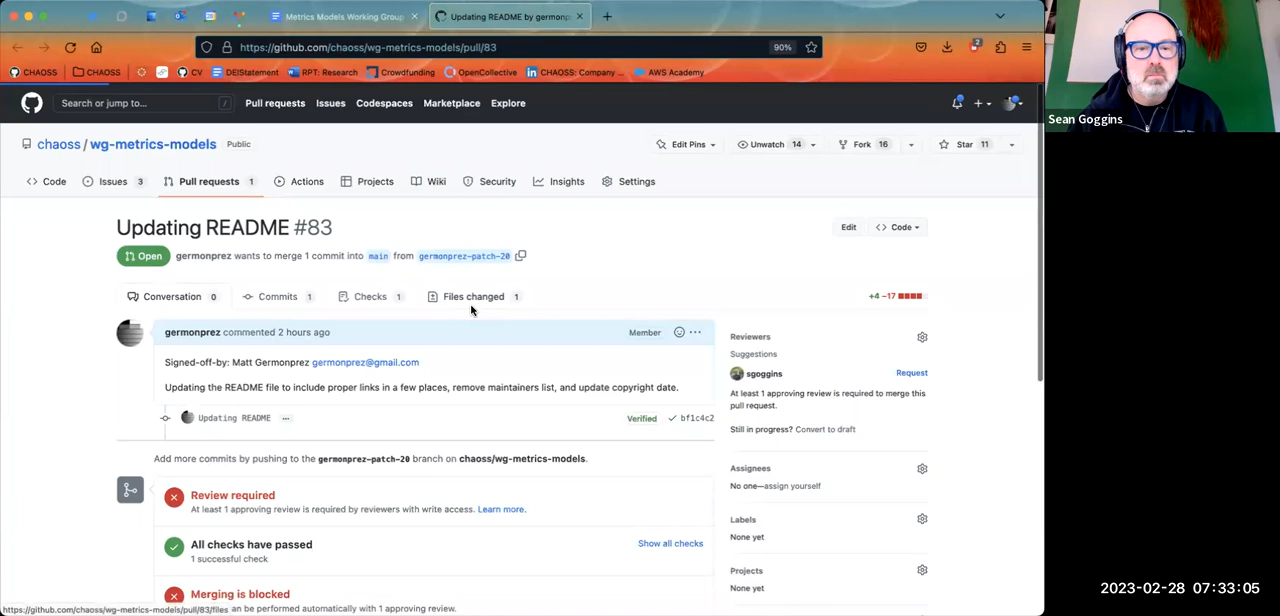 Metrics Models Working Group
Updating README by germonp
https://github.com/chaoss/wg-metrics-models/pull/83
90%
2
CHAOSS
CHAOSS
CV
DEIStatement
RPT: Research
Crowdfunding
OpenCollective
CHAOSS: Company ...
AWS Academy
Sean Goggins
Search or jump to...
/
Pull requests
Issues
Codespaces
Marketplace
Explore
chaoss / wg-metrics-models
Public
Edit Pins
Unwatch 14
Fork 16
Star 11
Code
Issues 3
Pull requests 1
Actions
Projects
Wiki
Security
Insights
Settings
Updating README #83
Edit
Code
Open
germonprez wants to merge 1 commit into main from germonprez-patch-20
Conversation 0
Commits 1
Checks 1
Files changed 1
+4 −17
germonprez commented 2 hours ago
Member
Signed-off-by: Matt Germonprez germonprez@gmail.com
Updating the README file to include proper links in a few places, remove maintainers list, and update copyright date.
Updating README
Verified
bf1c4c2
Add more commits by pushing to the germonprez-patch-20 branch on chaoss/wg-metrics-models.
Review required
At least 1 approving review is required by reviewers with write access. Learn more.
All checks have passed
1 successful check
Show all checks
Merging is blocked
can be performed automatically with 1 approving review.
Reviewers
Suggestions
sgoggins
Request
At least 1 approving review is required to merge this
pull request.
Still in progress? Convert to draft
Assignees
No one—assign yourself
Labels
None yet
Projects
None yet
https://github.com/chaoss/wg-metrics-models/pull/83/files
2023-02-28 07:33:05